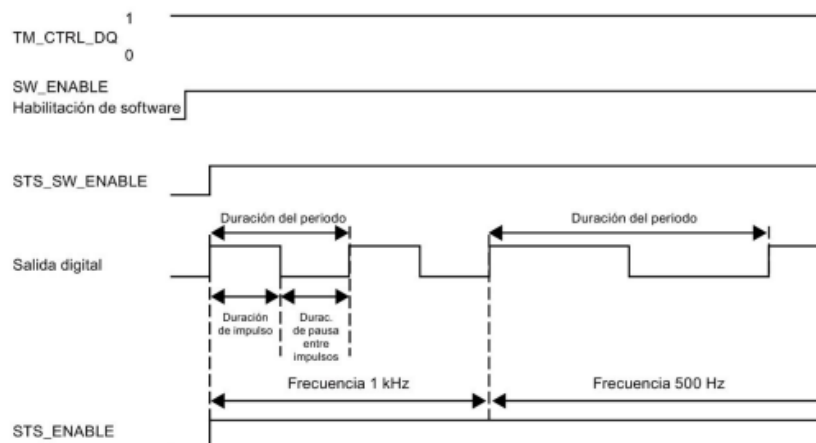 1
TM_CTRL_DQ
0
SW_ENABLE
Habilitación de software
STS_SW_ENABLE
Duración del periodo
Duración del periodo
Salida digital
Duración
de impulso
Durac.
de pausa
entre
impulsos
Frecuencia 1 kHz
Frecuencia 500 Hz
STS_ENABLE